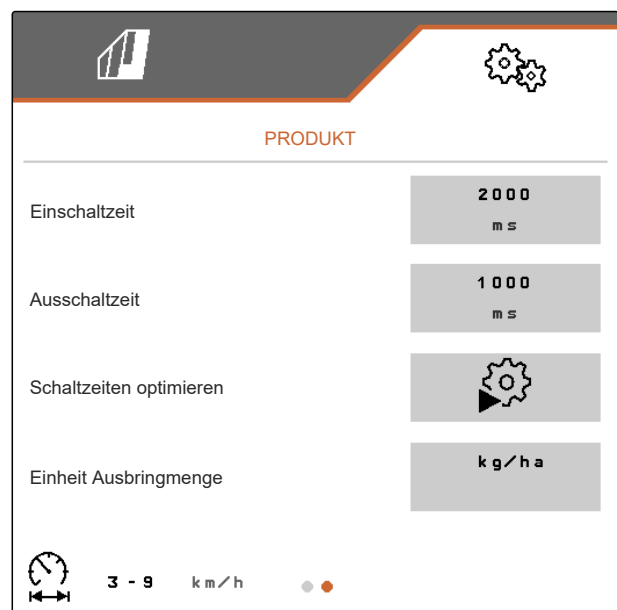 PRODUKT
Einschaltzeit
2000
ms
Ausschaltzeit
1000
ms
Schaltzeiten optimieren
Einheit Ausbringmenge
kg/ha
3 - 9 km/h